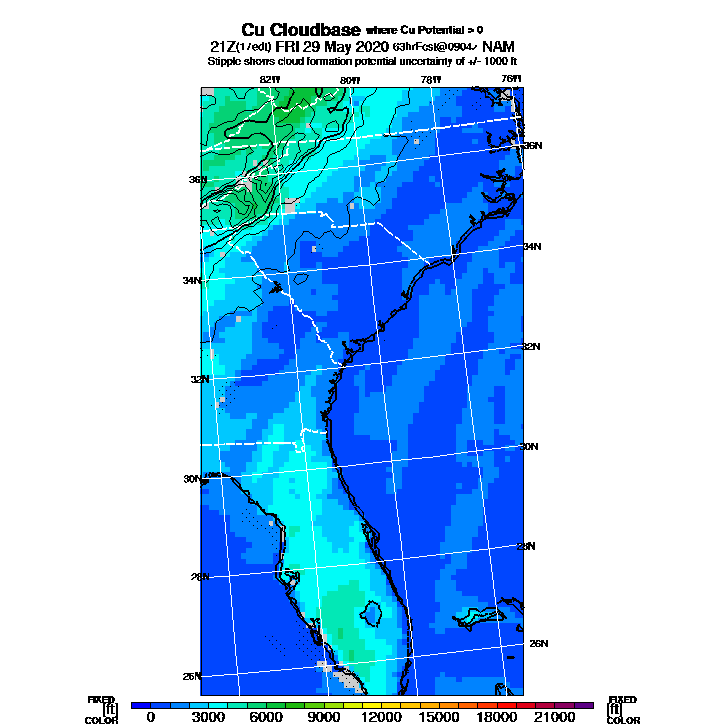 Cu Cloudbase where Cu Potential > 0
21Z(17edt) FRI 29 May 2020 63hrFcst@0904z NAM
Stipple shows cloud formation potential uncertainty of +/- 1000 ft
82W 80W 78W 76W
36N 36N
34N 34N
32N 32N
30N 30N
28N 28N
26N 26N
FIXED FIXED
[ft] 0 3000 6000 9000 12000 15000 18000 21000 [ft]
COLOR COLOR